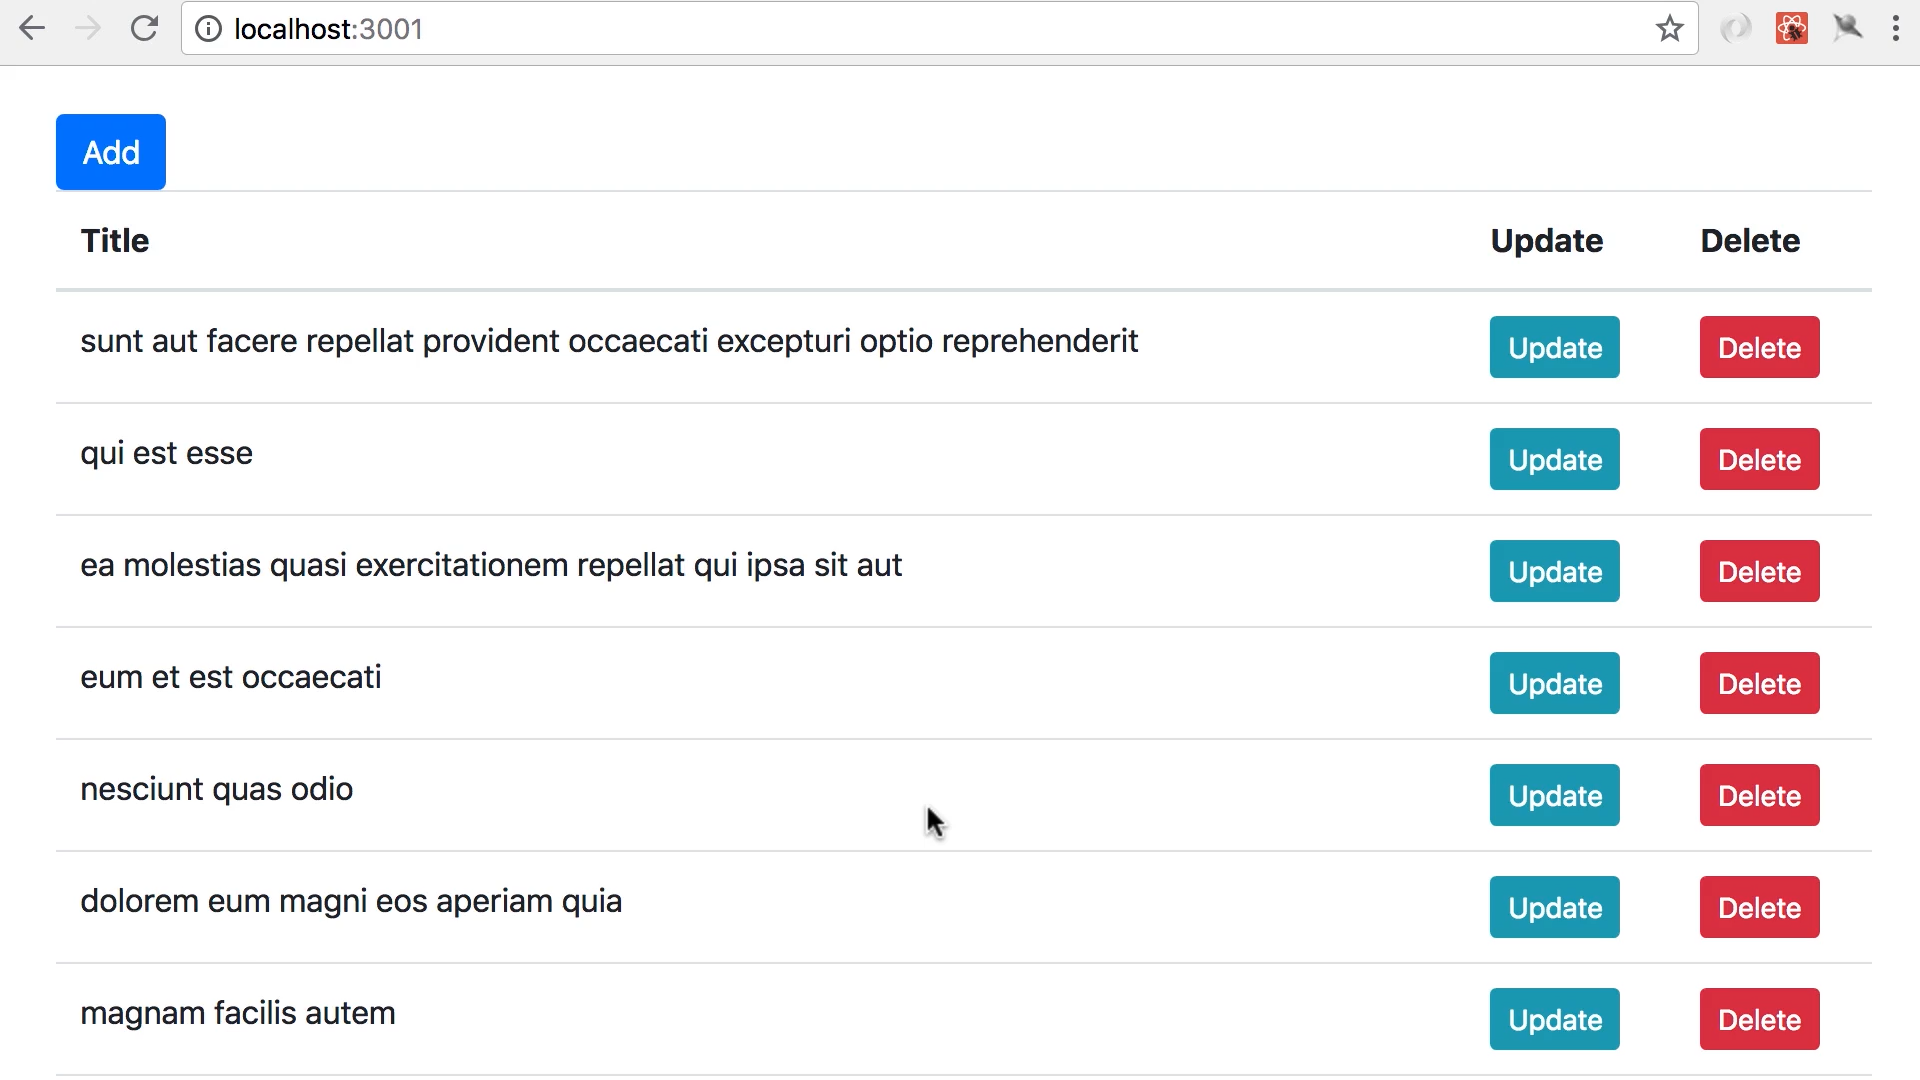 localhost:3001
Add
Title Update Delete
sunt aut facere repellat provident occaecati excepturi optio reprehenderit Update Delete
qui est esse Update Delete
ea molestias quasi exercitationem repellat qui ipsa sit aut Update Delete
eum et est occaecati Update Delete
nesciunt quas odio Update Delete
dolorem eum magni eos aperiam quia Update Delete
magnam facilis autem Update Delete